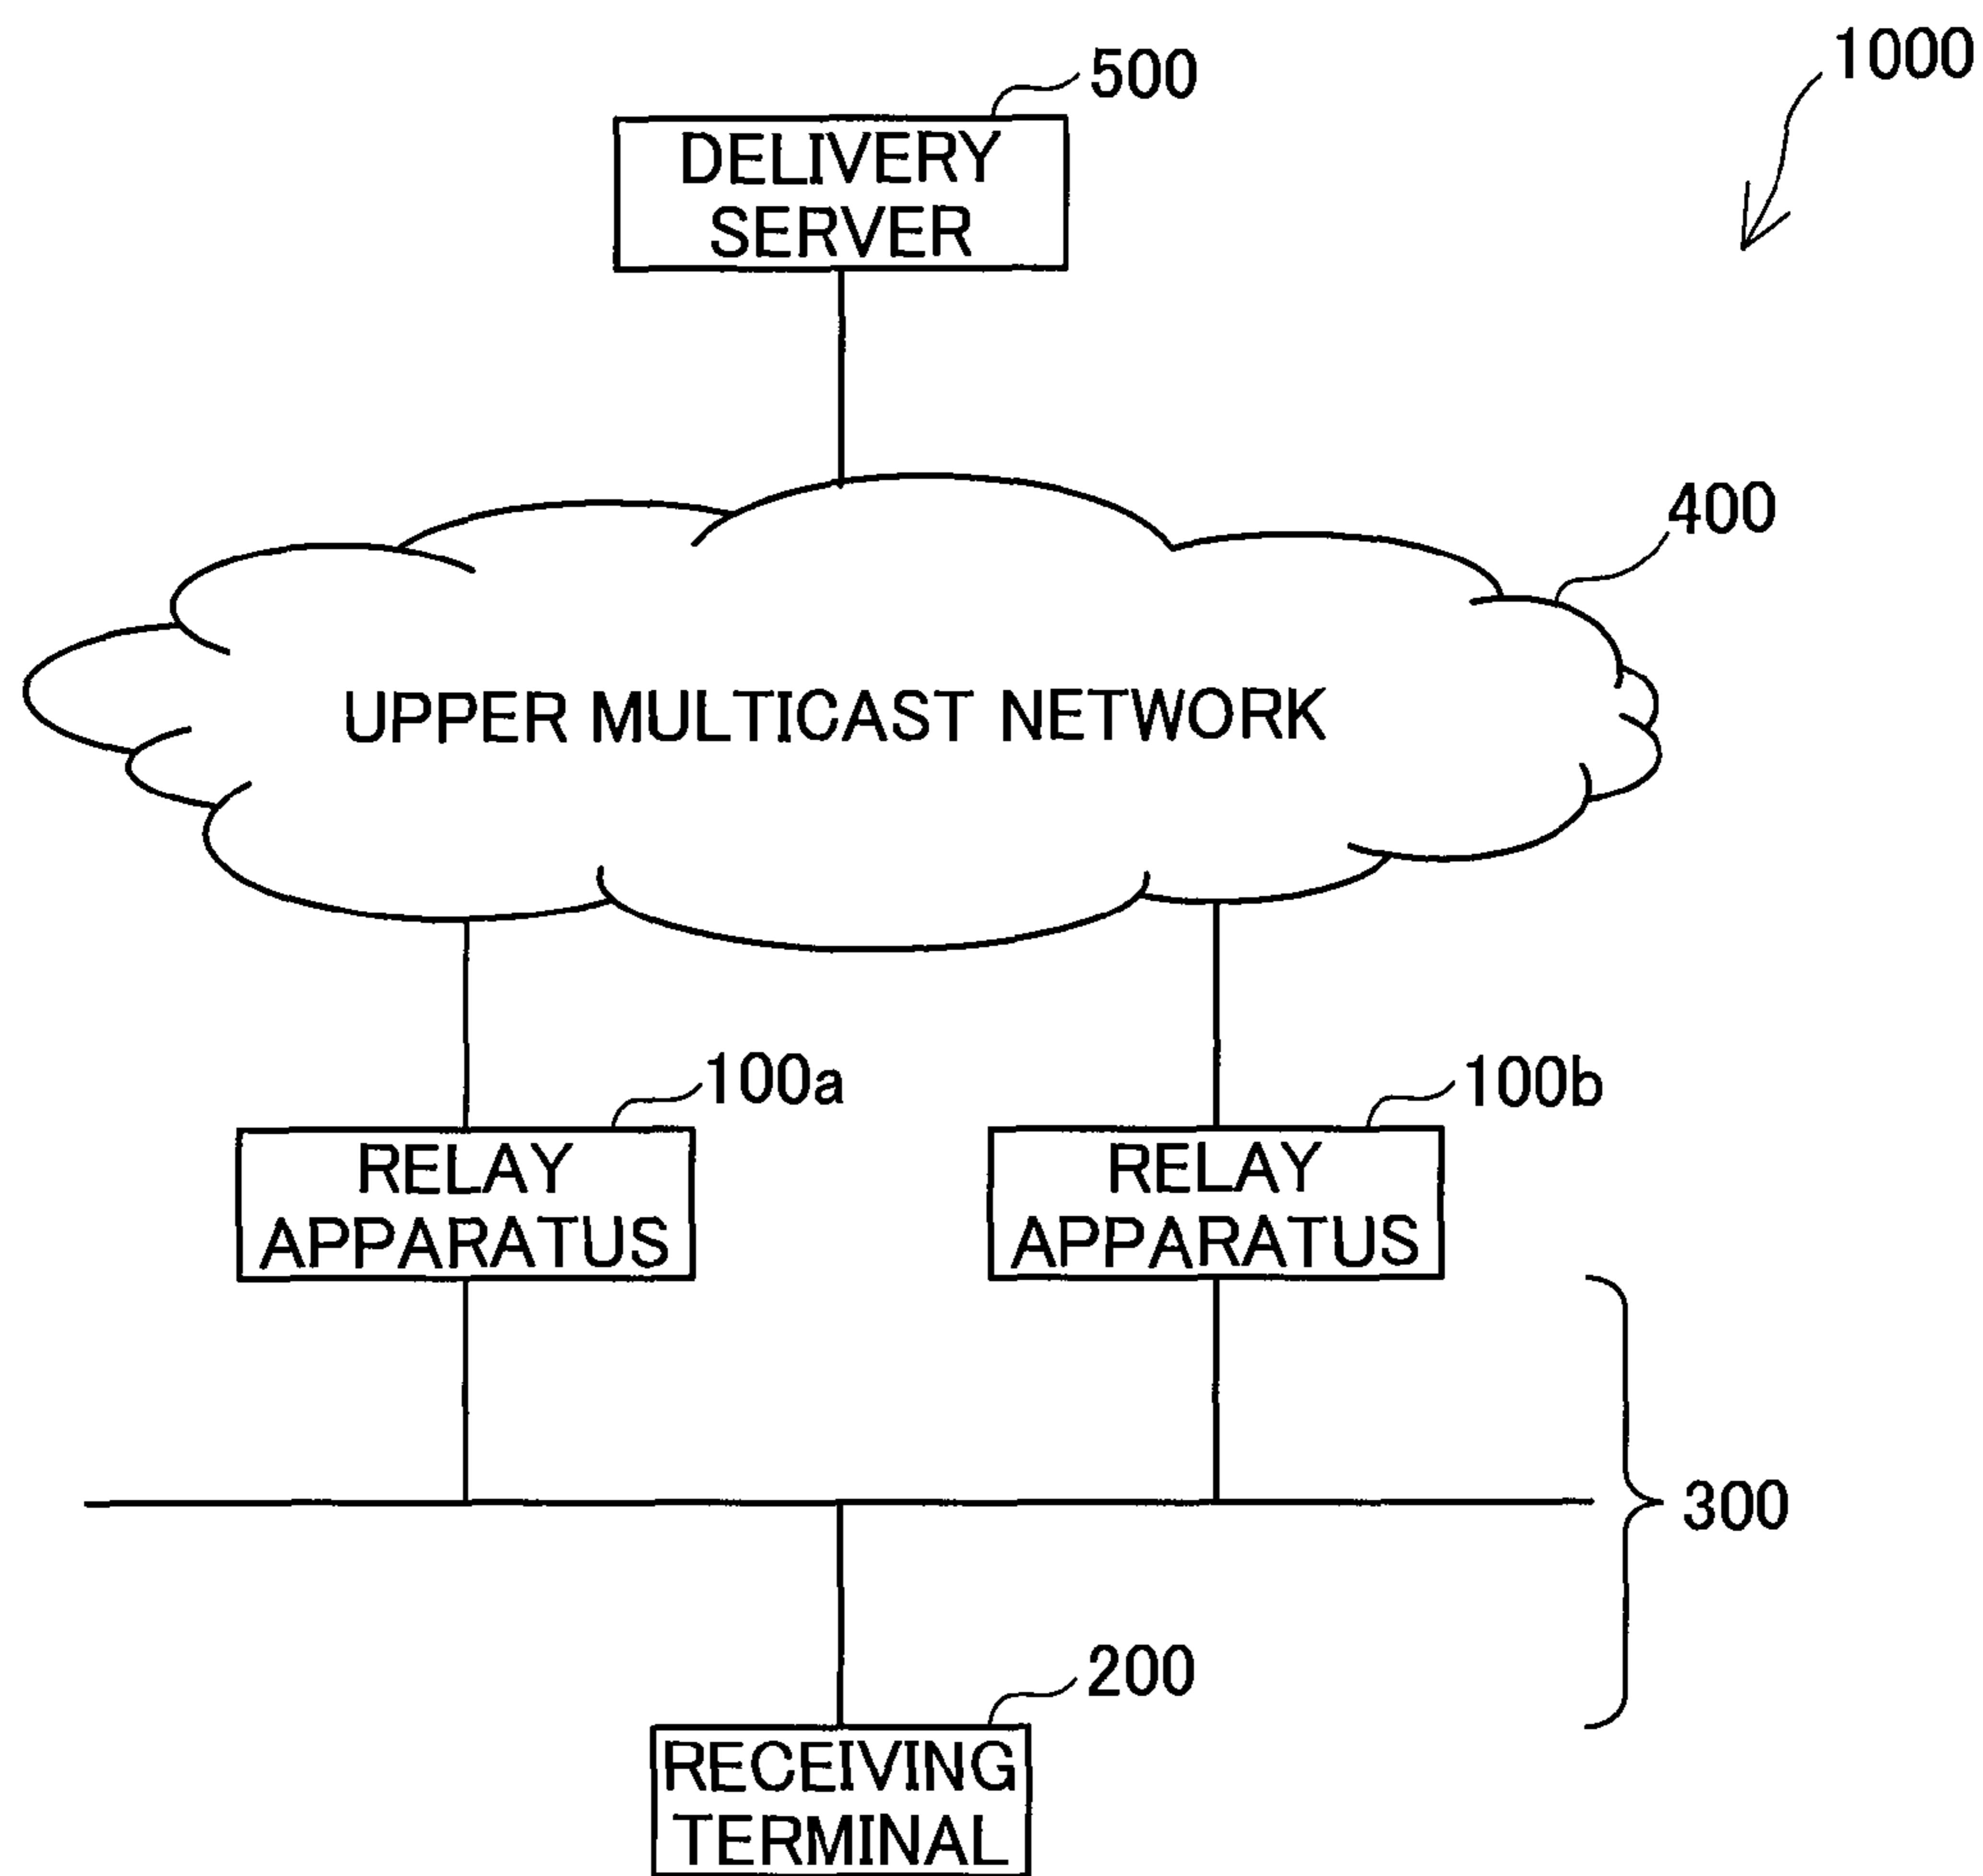 1000
500
DELIVERY
SERVER
400
UPPER MULTICAST NETWORK
100a
100b
RELAY
APPARATUS
RELAY
APPARATUS
300
200
RECEIVING
TERMINAL